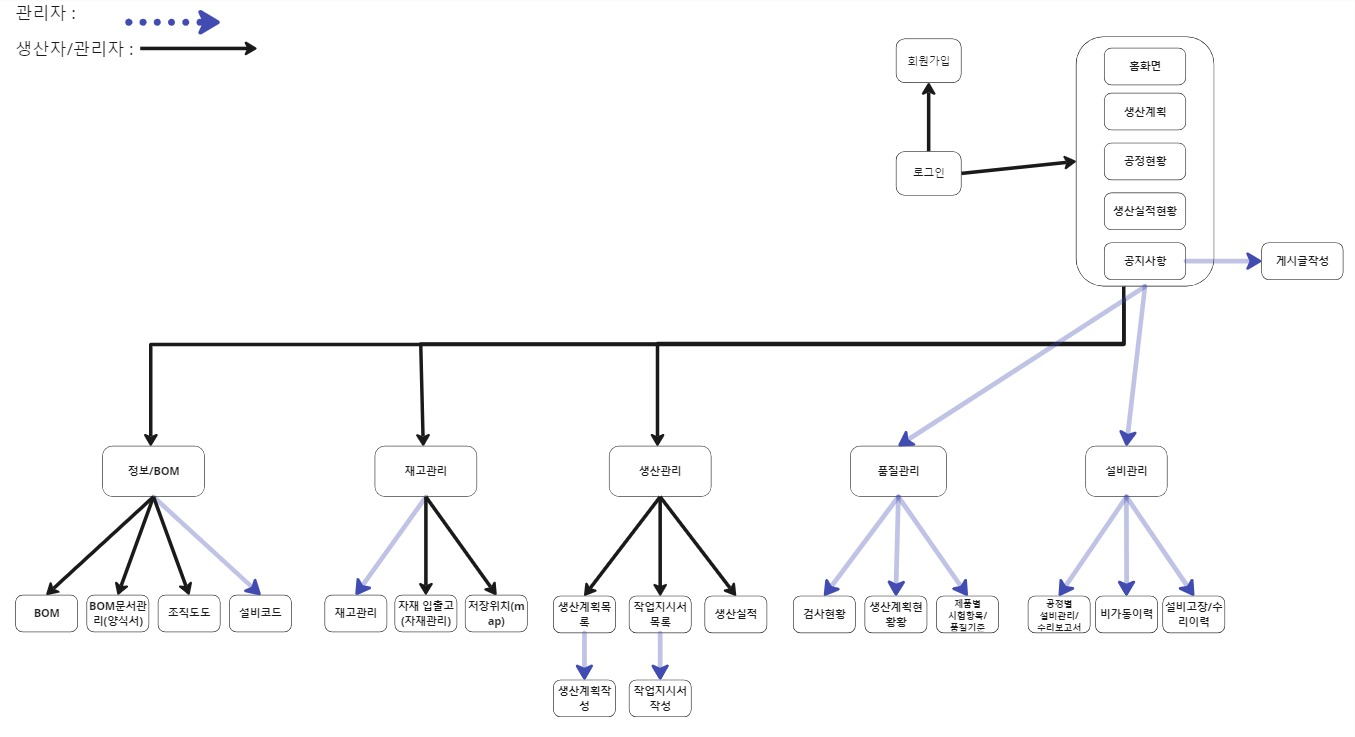 관리자 :
생산자/관리자 :
회원가입
로그인
홈화면
생산계획
공정현황
생산실적현황
공지사항
게시글작성
정보/BOM
재고관리
생산관리
품질관리
설비관리
BOM
BOM문서관
리(양식서)
조직도도
설비코드
재고관리
자재 입출고
(자재관리)
저장위치(m
ap)
생산계획목
록
작업지시서
목록
생산실적
검사현황
생산계획현
황황
제품별
시험항목/
품질기준
공정별
설비관리/
수리보고서
비가동이력
설비고장/수
리이력
생산계획작
성
작업지시서
작성